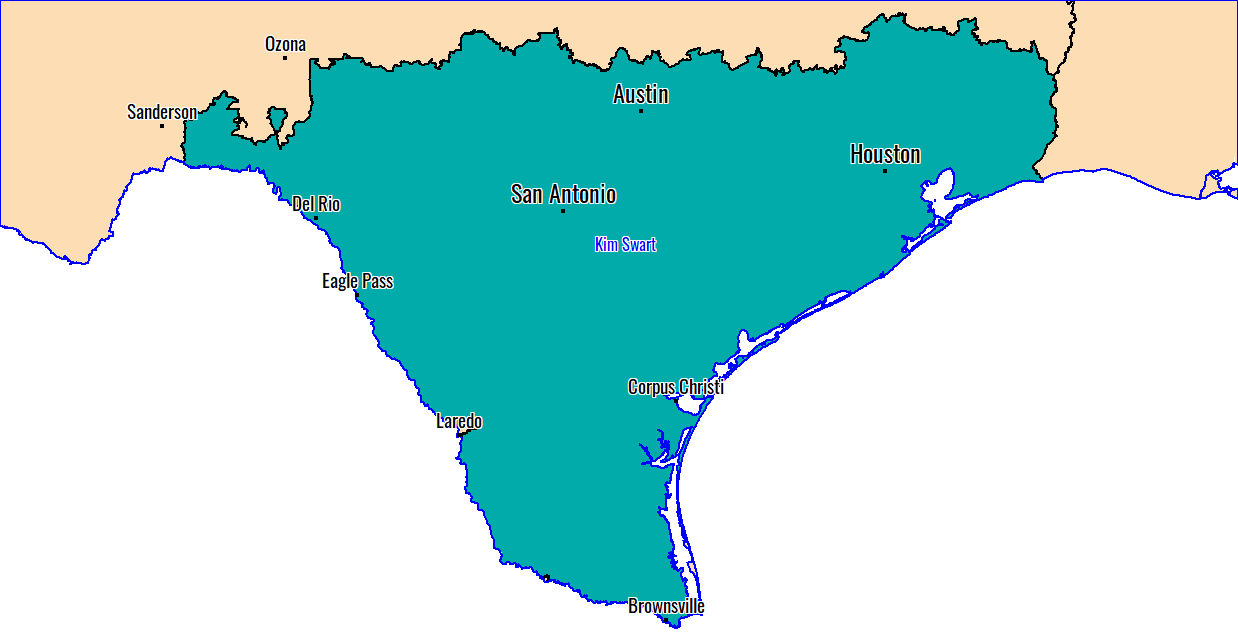 Ozona
Sanderson
Austin
Houston
San Antonio
Del Rio
Kim Swart
Eagle Pass
Corpus Christi
Laredo
Brownsville